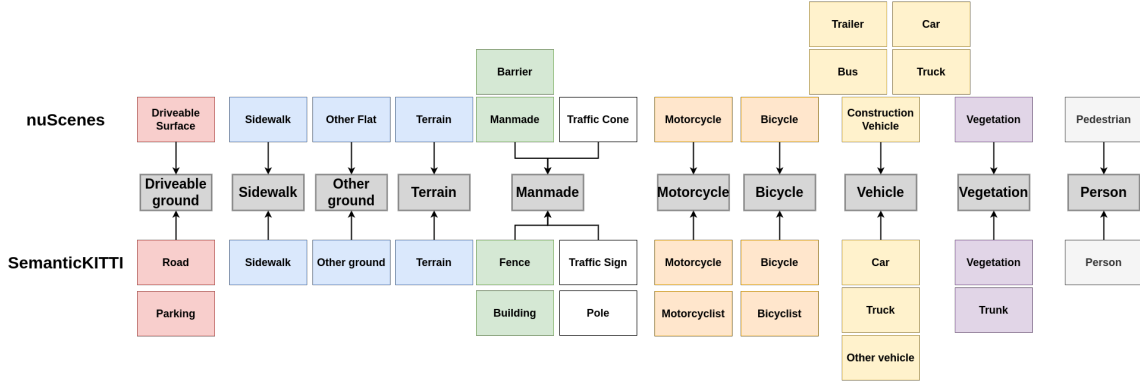 Trailer
Car
Barrier
Bus
Truck
nuScenes
Driveable
Surface
Sidewalk
Other Flat
Terrain
Manmade
Traffic Cone
Motorcycle
Bicycle
Construction
Vehicle
Vegetation
Pedestrian
Driveable
ground
Sidewalk
Other
ground
Terrain
Manmade
Motorcycle
Bicycle
Vehicle
Vegetation
Person
SemanticKITTI
Road
Sidewalk
Other ground
Terrain
Fence
Traffic Sign
Motorcycle
Bicycle
Car
Vegetation
Person
Parking
Building
Pole
Motorcyclist
Bicyclist
Truck
Trunk
Other vehicle